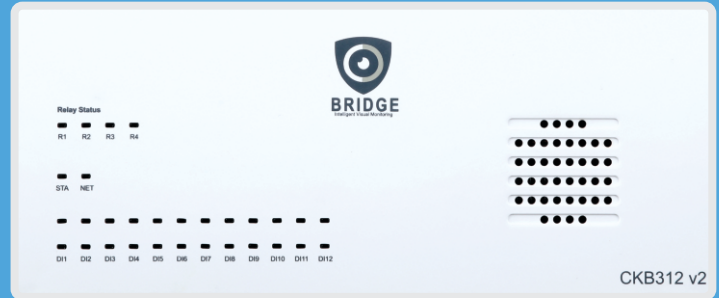 BRIDGE
Intelligent Visual Monitoring
Relay Status
R1 R2 R3 R4
STA NET
DI1 DI2 DI3 DI4 DI5 DI6 DI7 DI8 DI9 DI10 DI11 DI12
CKB312 v2